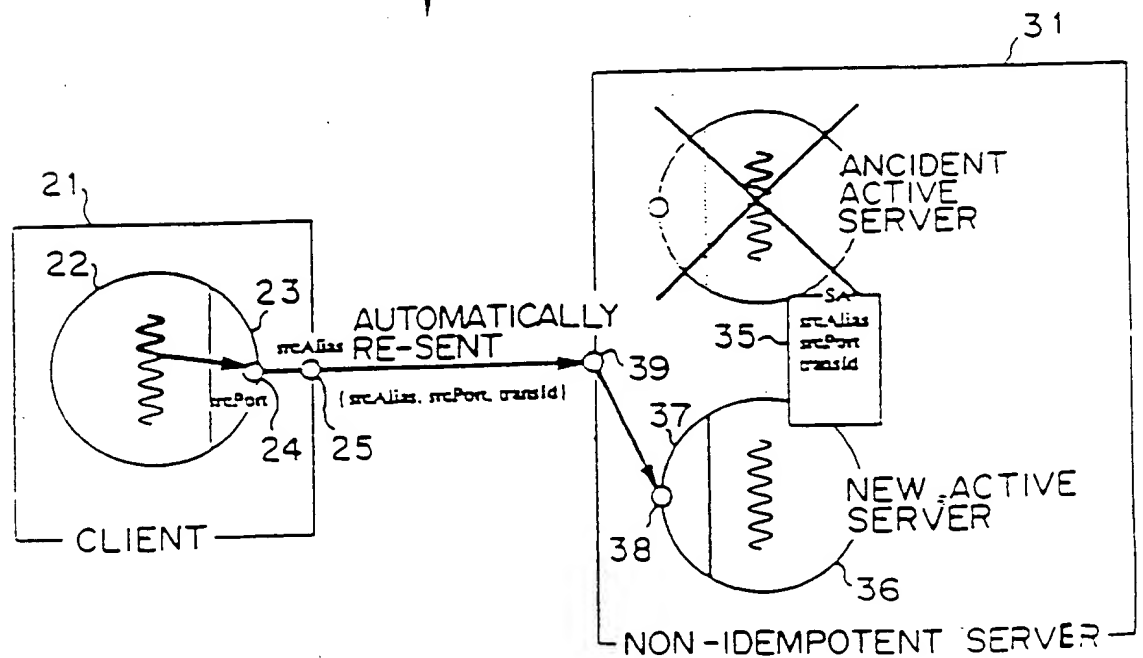 31
21
22
23
srcAlias
AUTOMATICALLY
RE-SENT
srcPort
24
25
{srcAlias, srcPort, transId}
39
CLIENT
ANCIDENT
ACTIVE
SERVER
SA
35
srcAlias
srcPort
transId
37
38
NEW ACTIVE
SERVER
36
NON-IDEMPOTENT SERVER